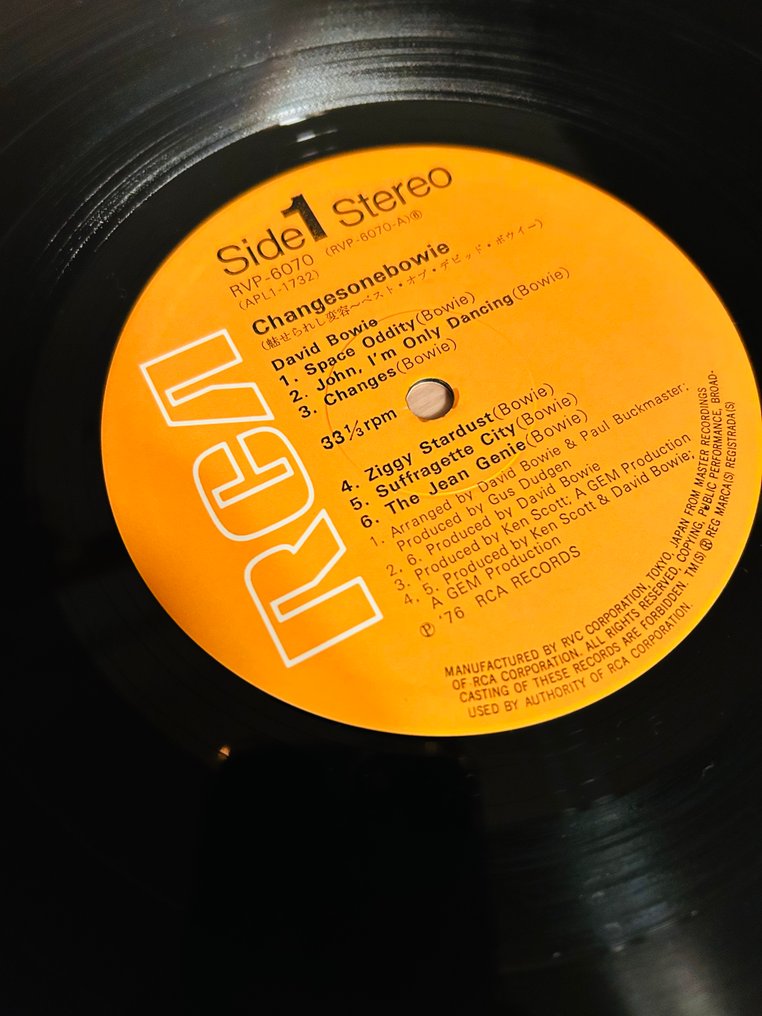 Side 1 Stereo
RVP-6070 (RVP-6070-A)⑥
(APL1-1732)
Changesonebowie
(魅せられし変容～ベスト・オブ・デビッド・ボウイー)
David Bowie
1. Space Oddity(Bowie)
2. John, I'm Only Dancing(Bowie)
3. Changes(Bowie)
33⅓rpm
4. Ziggy Stardust(Bowie)
5. Suffragette City(Bowie)
6. The Jean Genie(Bowie)
1. Arranged by David Bowie & Paul Buckmaster:
Produced by Gus Dudgen
2. 6. Produced by David Bowie
3. Produced by Ken Scott: A GEM Production
4. 5. Produced by Ken Scott & David Bowie:
A GEM Production
Ⓟ '76 RCA RECORDS
RCA
MANUFACTURED BY RVC CORPORATION, TOKYO, JAPAN FROM MASTER RECORDINGS
OF RCA CORPORATION. ALL RIGHTS RESERVED, COPYING, PUBLIC PERFORMANCE, BROAD-
CASTING OF THESE RECORDS ARE FORBIDDEN. TM(S) Ⓡ REG MARCA(S) REGISTRADA(S)
USED BY AUTHORITY OF RCA CORPORATION.